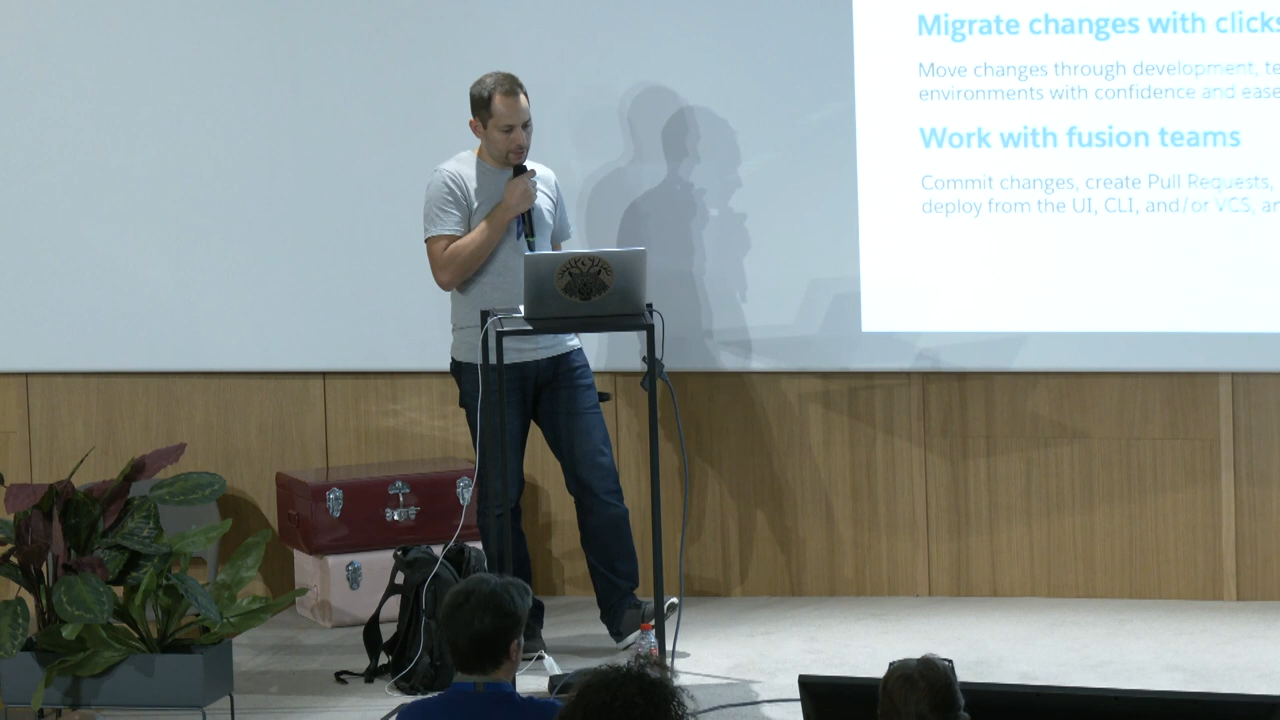 Migrate changes with clicks
Move changes through development, te
environments with confidence and ease
Work with fusion teams
Commit changes, create Pull Requests,
deploy from the UI, CLI, and/or VCS, an